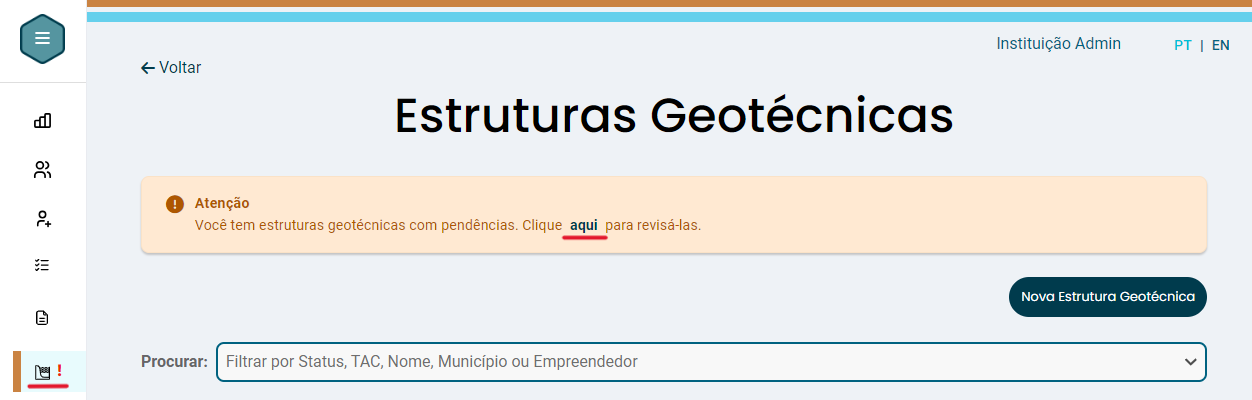 Instituição Admin
PT | EN
Voltar
Estruturas Geotécnicas
Atenção
Você tem estruturas geotécnicas com pendências. Clique aqui para revisá-las.
Nova Estrutura Geotécnica
Procurar: Filtrar por Status, TAC, Nome, Município ou Empreendedor
!